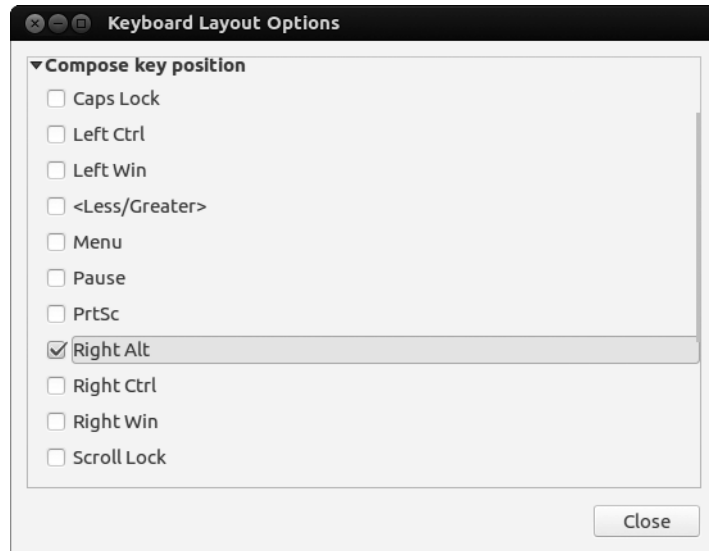 Keyboard Layout Options
Compose key position
Caps Lock
Left Ctrl
Left Win
<Less/Greater>
Menu
Pause
PrtSc
Right Alt
Right Ctrl
Right Win
Scroll Lock
Close